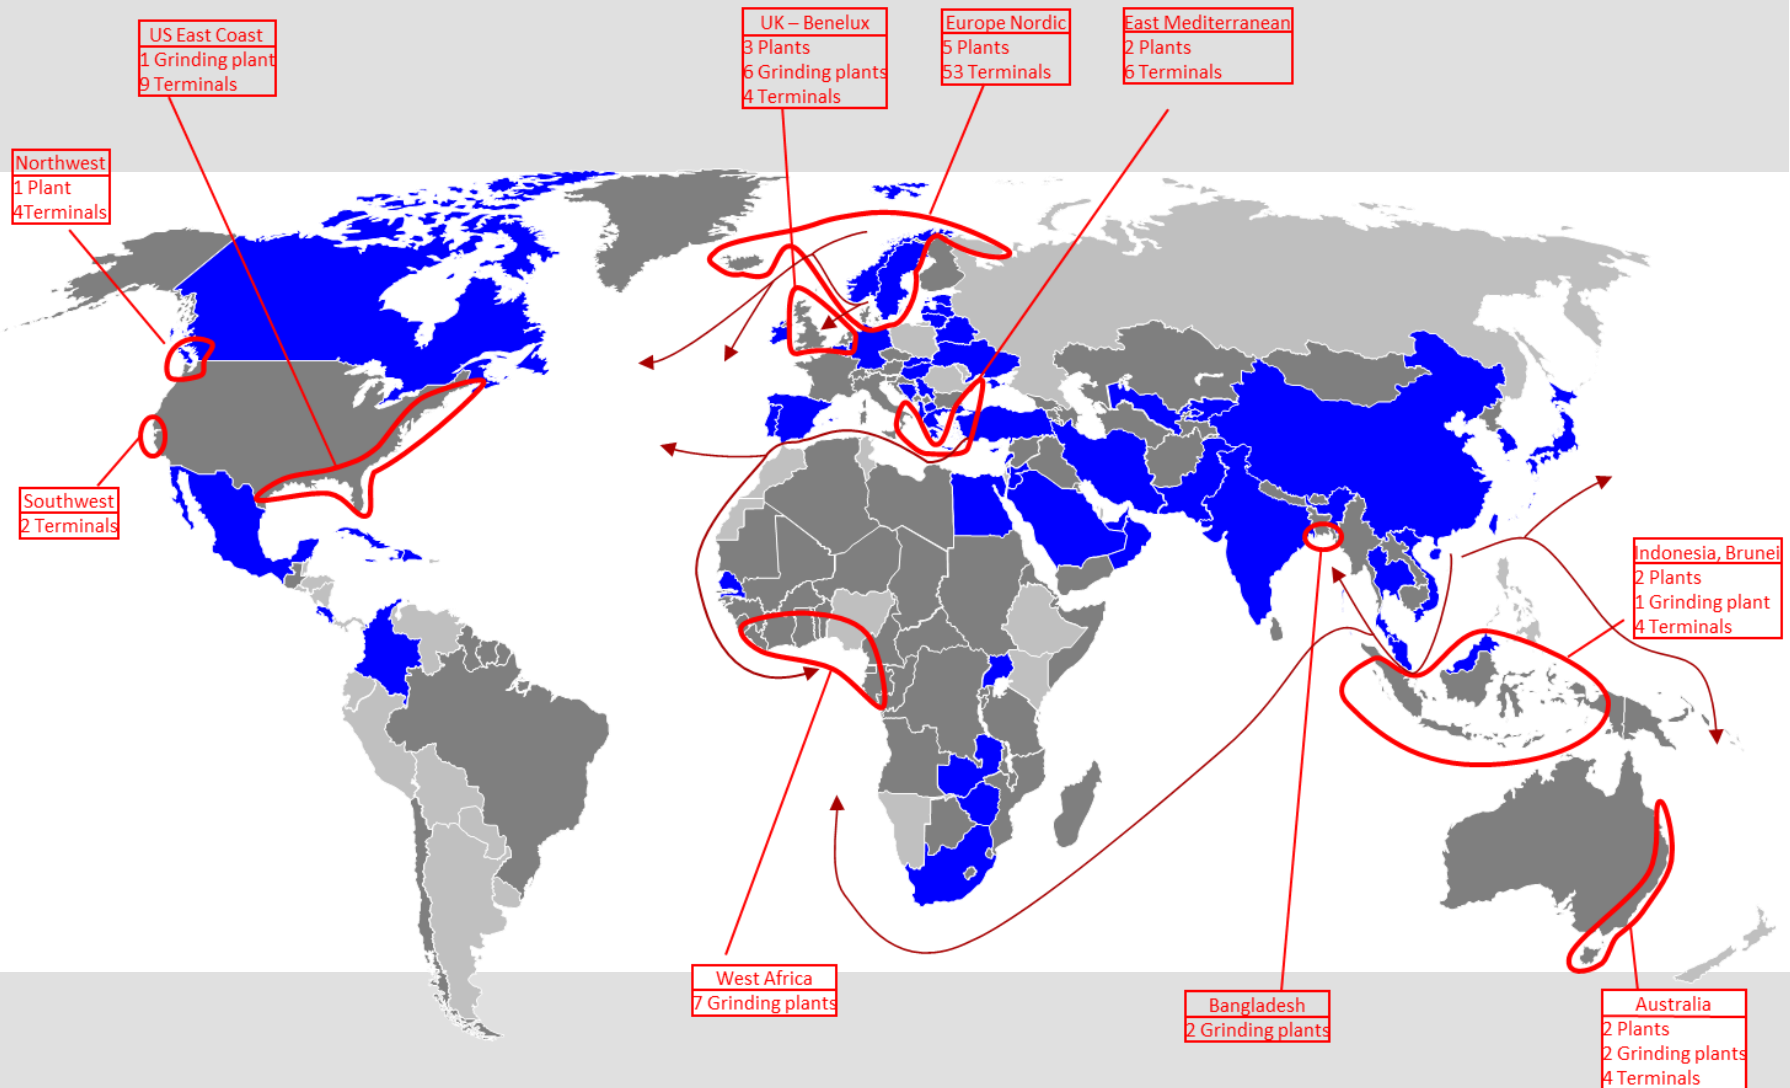 US East Coast
1 Grinding plant
9 Terminals
UK – Benelux
3 Plants
6 Grinding plants
4 Terminals
Europe Nordic
5 Plants
53 Terminals
East Mediterranean
2 Plants
6 Terminals
Northwest
1 Plant
4Terminals
Southwest
2 Terminals
Indonesia, Brunei
2 Plants
1 Grinding plant
4 Terminals
West Africa
7 Grinding plants
Bangladesh
2 Grinding plants
Australia
2 Plants
2 Grinding plants
4 Terminals